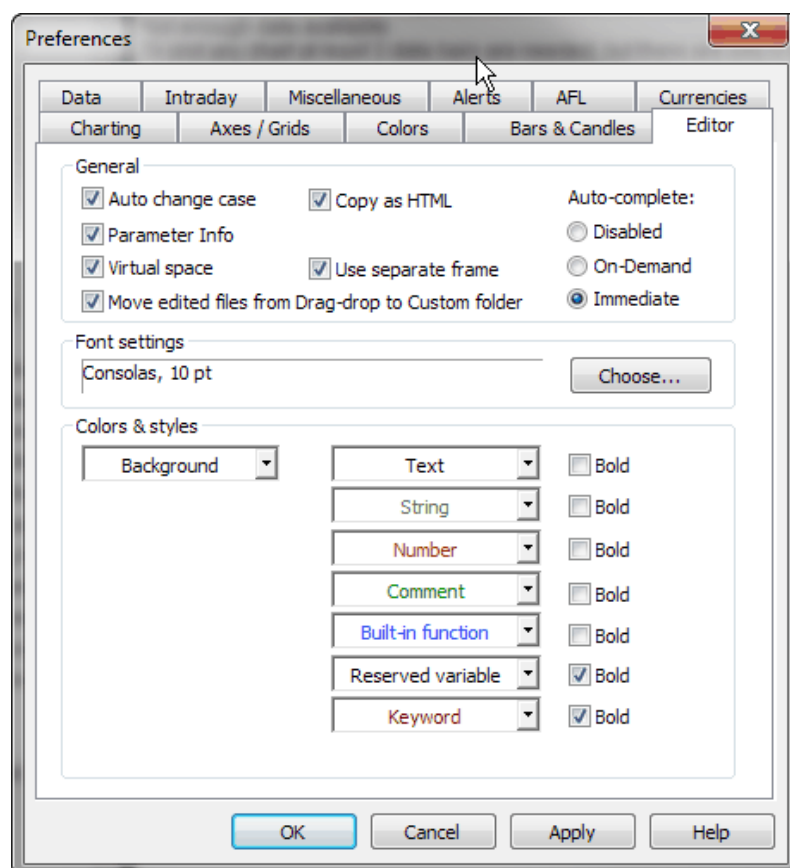 Preferences
Data Intraday Miscellaneous Alerts AFL Currencies
Charting Axes / Grids Colors Bars & Candles Editor
General
Auto change case Copy as HTML Auto-complete:
Parameter Info Disabled
Virtual space Use separate frame On-Demand
Move edited files from Drag-drop to Custom folder Immediate
Font settings
Consolas, 10 pt Choose...
Colors & styles
Background Text Bold
String Bold
Number Bold
Comment Bold
Built-in function Bold
Reserved variable Bold
Keyword Bold
OK Cancel Apply Help